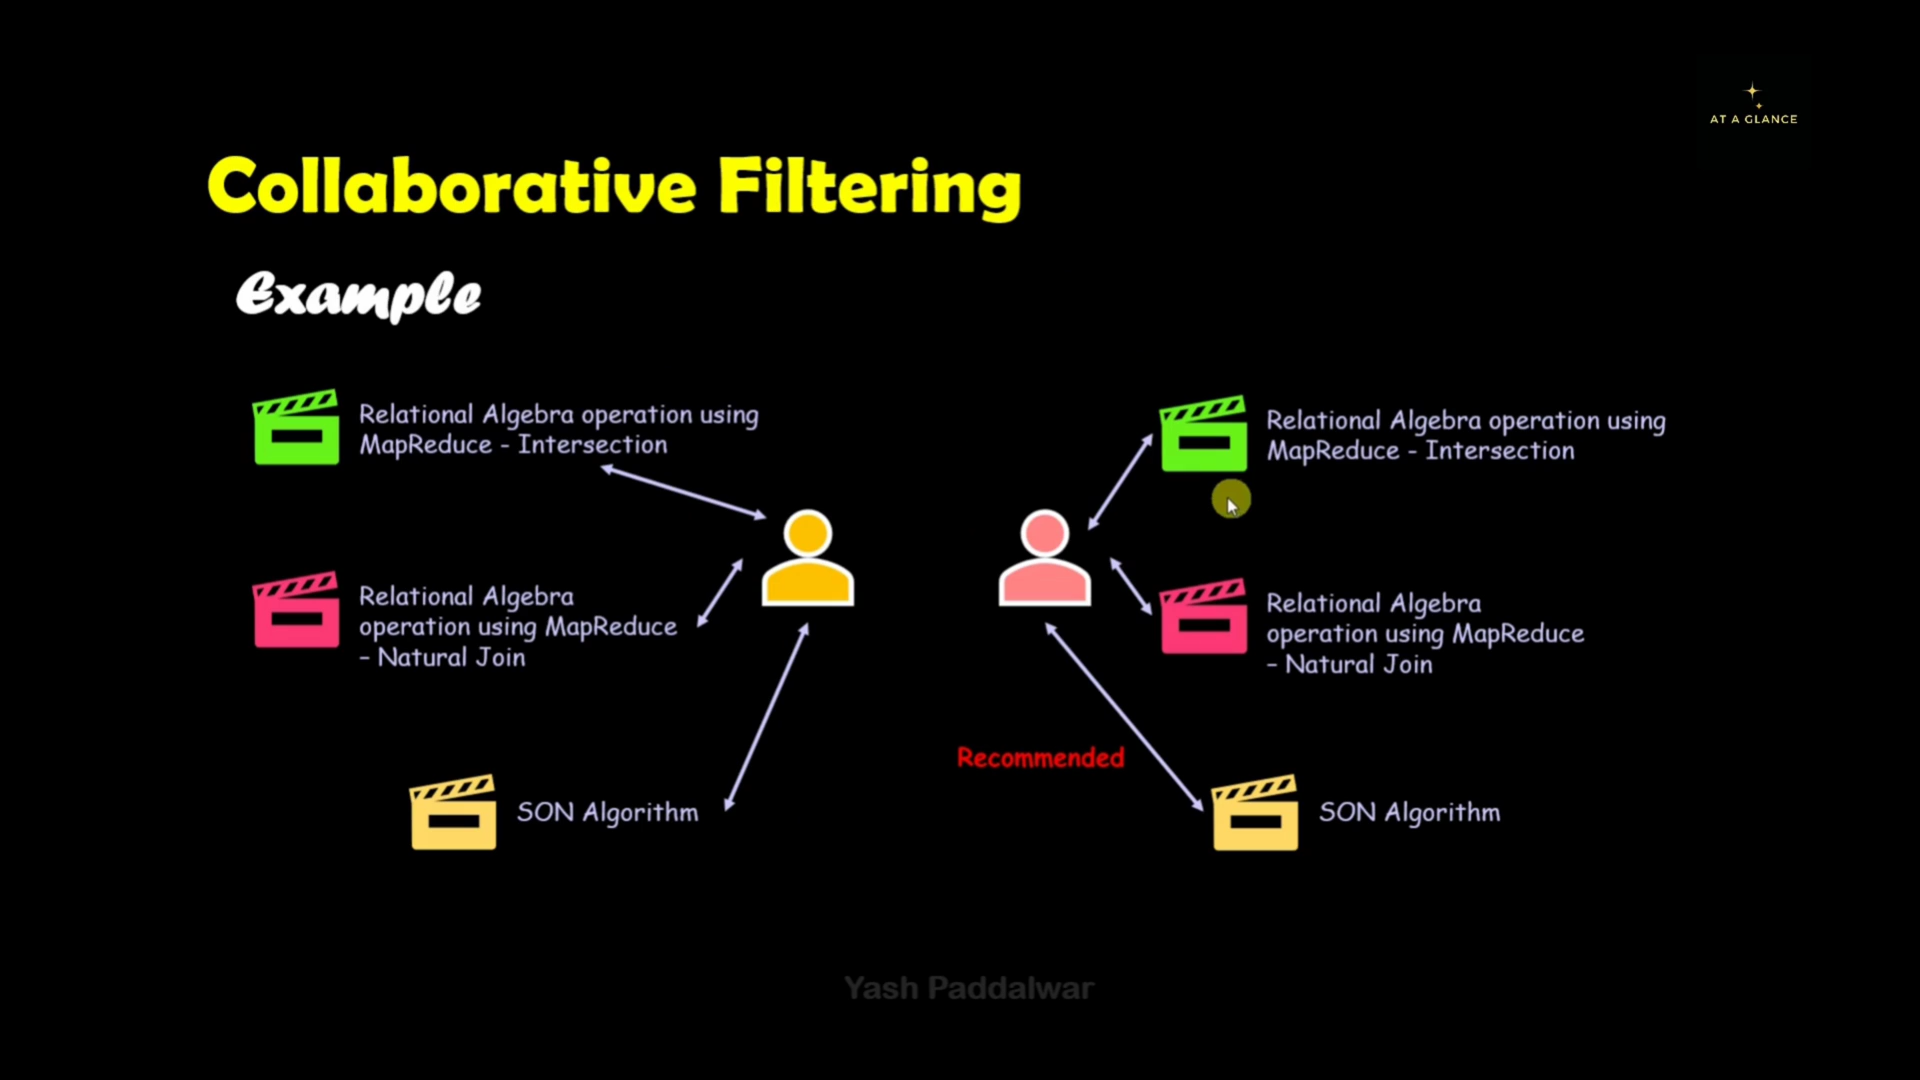 AT A GLANCE
Collaborative Filtering
Example
Relational Algebra operation using
MapReduce - Intersection
Relational Algebra
operation using MapReduce
- Natural Join
SON Algorithm
Relational Algebra operation using
MapReduce - Intersection
Relational Algebra
operation using MapReduce
- Natural Join
Recommended
SON Algorithm
Yash Paddalwar